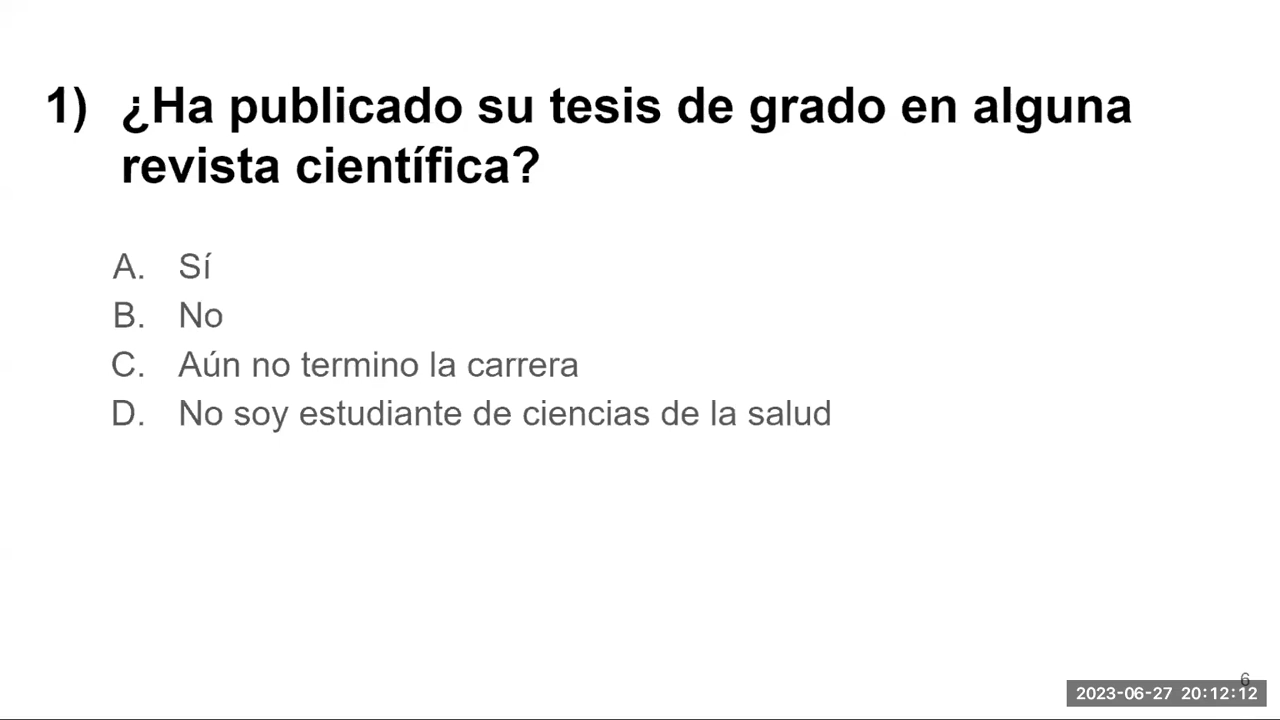 1) ¿Ha publicado su tesis de grado en alguna
revista científica?
A. Sí
B. No
C. Aún no termino la carrera
D. No soy estudiante de ciencias de la salud
6
2023-06-27 20:12:12